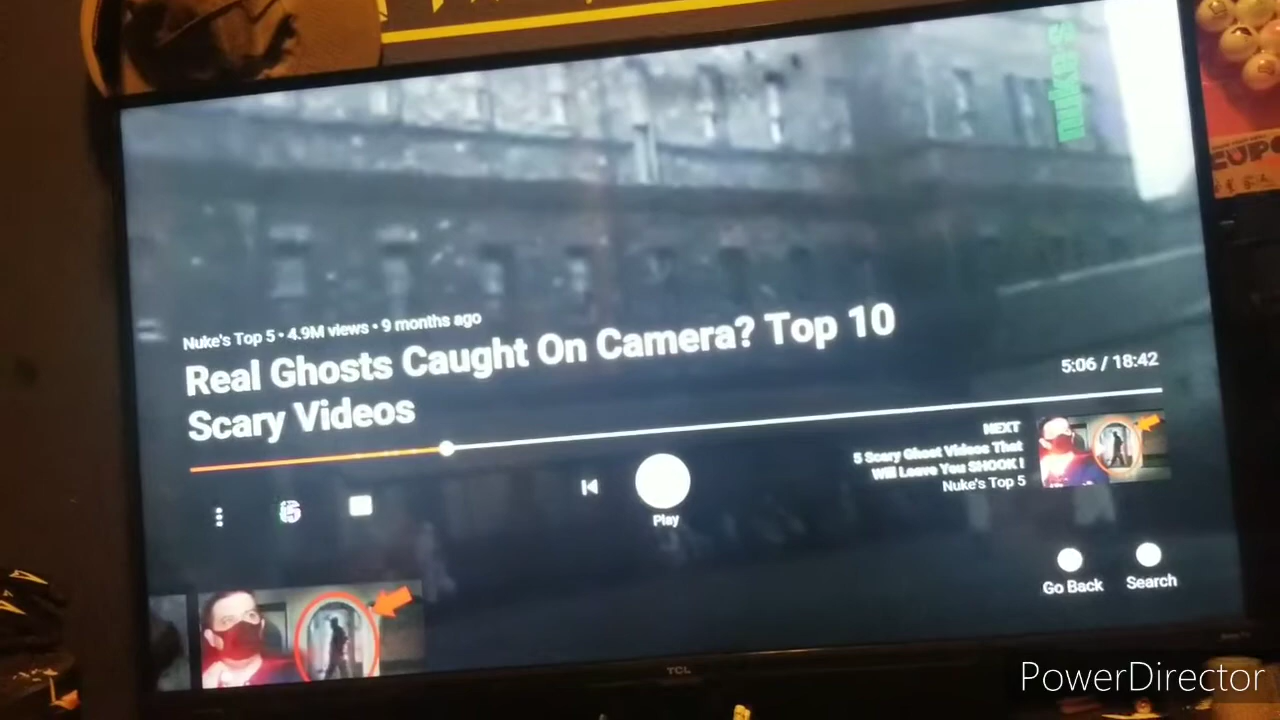 nukes
CUPC
Nuke's Top 5 • 4.9M views • 9 months ago
Real Ghosts Caught On Camera? Top 10
Scary Videos
5:06 / 18:42
NEXT
5 Scary Ghost Videos That
Will Leave You SHOOK !
Nuke's Top 5
Play
Go Back
Search
TCL
PowerDirector